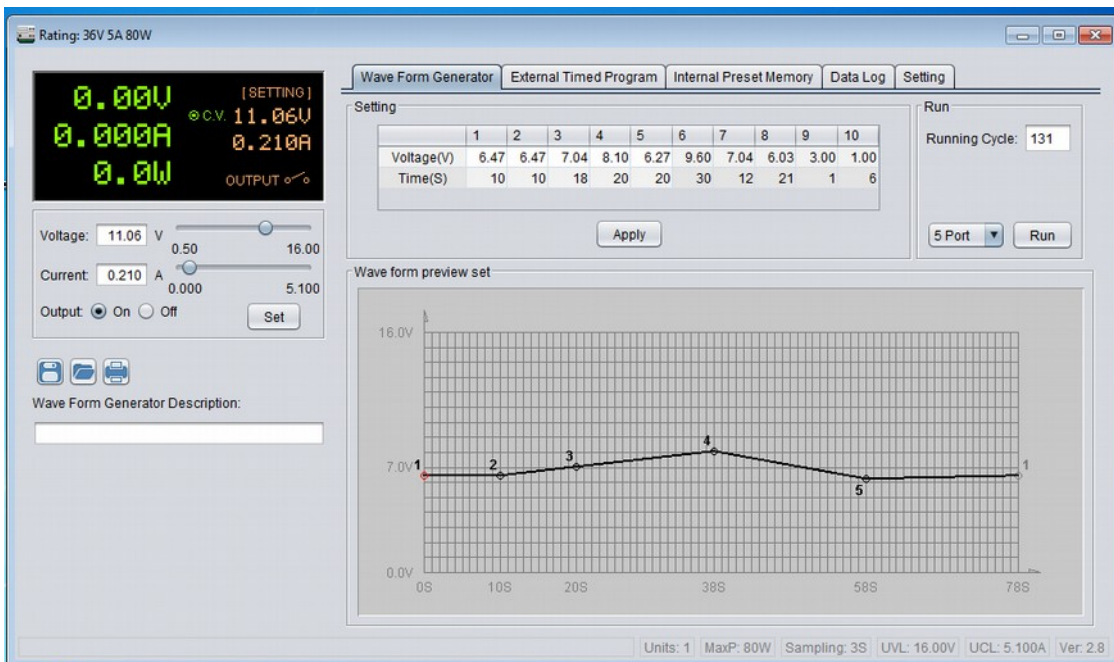 Rating: 36V 5A 80W
0.00V
[SETTING]
C.V. 11.06V
0.000A
0.210A
0.0W
OUTPUT
Voltage: 11.06 V
0.50 16.00
Current: 0.210 A
0.000 5.100
Output: On Off
Set
Wave Form Generator Description:
Wave Form Generator External Timed Program Internal Preset Memory Data Log Setting
Setting
1 2 3 4 5 6 7 8 9 10
Voltage(V) 6.47 6.47 7.04 8.10 6.27 9.60 7.04 6.03 3.00 1.00
Time(S) 10 10 18 20 20 30 12 21 1 6
Apply
Run
Running Cycle: 131
5 Port Run
Wave form preview set
16.0V
7.0V
0.0V
1 2 3 4 5 1
0S 10S 20S 38S 58S 78S
Units: 1 MaxP: 80W Sampling: 3S UVL: 16.00V UCL: 5.100A Ver: 2.8